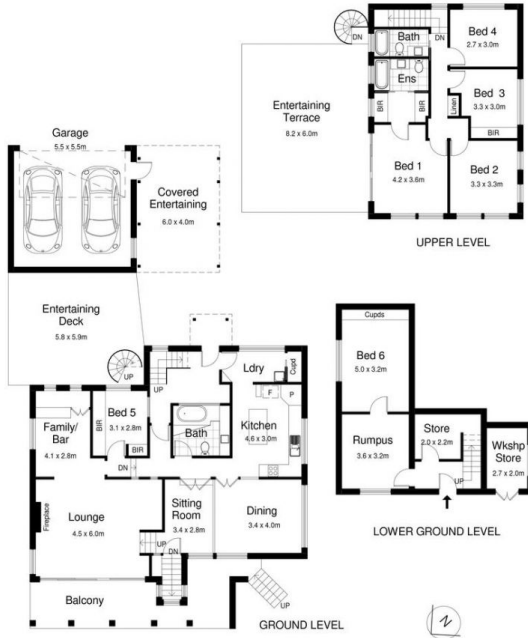 DN
Bath
DN
Bed 4
2.7 x 3.0m
Ens
BIR
BIR
Linen
Bed 3
3.3 x 3.0m
BIR
Entertaining
Terrace
8.2 x 6.0m
Bed 1
4.2 x 3.6m
Bed 2
3.3 x 3.3m
UPPER LEVEL
Garage
5.5 x 5.5m
Covered
Entertaining
6.0 x 4.0m
Entertaining
Deck
5.8 x 5.9m
UP
UP
Ldry
Cupd
F
P
Family/
Bar
4.1 x 2.8m
BIR
Bed 5
3.1 x 2.8m
BIR
Bath
Kitchen
4.6 x 3.0m
DN
Fireplace
Lounge
4.5 x 6.0m
Sitting
Room
3.4 x 2.8m
Dining
3.4 x 4.0m
UP
DN
Balcony
UP
GROUND LEVEL
Cupds
Bed 6
5.0 x 3.2m
Rumpus
3.6 x 3.2m
Store
2.0 x 2.2m
UP
Wkshp
Store
2.7 x 2.0m
LOWER GROUND LEVEL
N